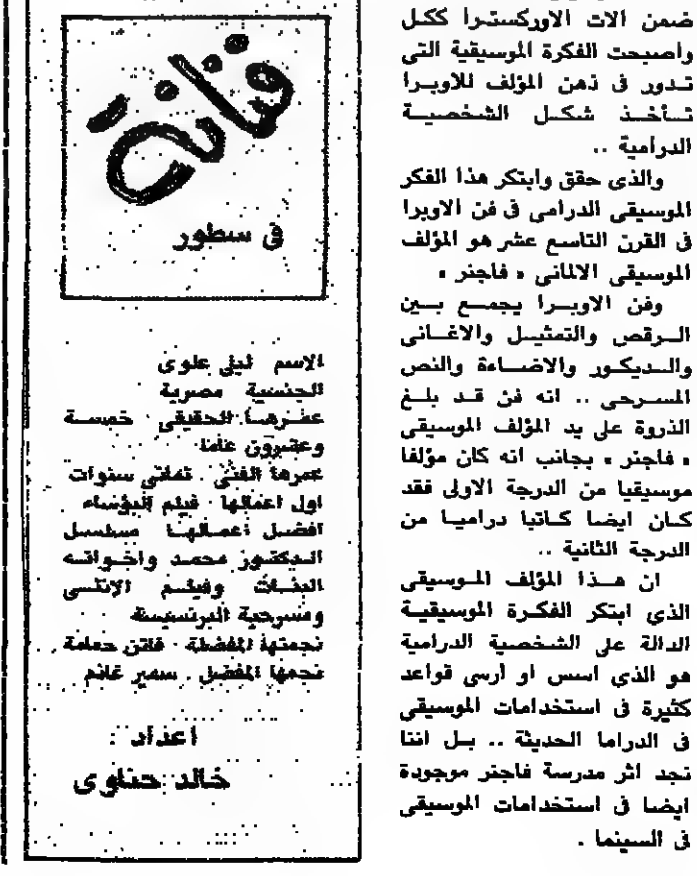 ضمن الات الاوركسترا ككل
واصبحت الفكرة الموسيقية التى
تدور فى ذهن المؤلف للاوبرا
تأخذ شكل الشخصية
الدرامية ..
والذى حقق وابتكر هذا الفكر
الموسيقى الدرامى فى فن الاوبرا
فى القرن التاسع عشر هو المؤلف
الموسيقى الالمانى « فاجنر »
وفن الاوبرا يجمع بين
الرقص والتمثيل والاغانى
والديكور والاضاءة والنص
المسرحى .. انه فن قد بلغ
الذروة على يد المؤلف الموسيقى
« فاجنر » بجانب انه كان مؤلفا
موسيقيا من الدرجة الاولى فقد
كان ايضا كاتبا دراميا من
الدرجة الثانية ..
ان هذا المؤلف الموسيقى
الذي ابتكر الفكرة الموسيقية
الدالة على الشخصية الدرامية
هو الذي اسس او أرسى قواعد
كثيرة فى استخدامات الموسيقى
فى الدراما الحديثة .. بل اننا
نجد اثر مدرسة فاجنر موجودة
ايضا فى استخدامات الموسيقى
فى السينما .
فنانة
فى سطور
الاسم ليلى علوى
الجنسية مصرية
عمرها الحقيقى خمسة
وعشرون عاما
عمرها الفنى . ثمانى سنوات
اول اعمالها فيلم البؤساء
افضل أعمالها مسلسل
الدكتور محمد واخواته
البنات وفيلم الانثى
ومسرحية البرنسيسة
نجمتها المفضلة . فاتن حمامة
نجمها المفضل . سمير غانم
اعداد :
خالد حناوى